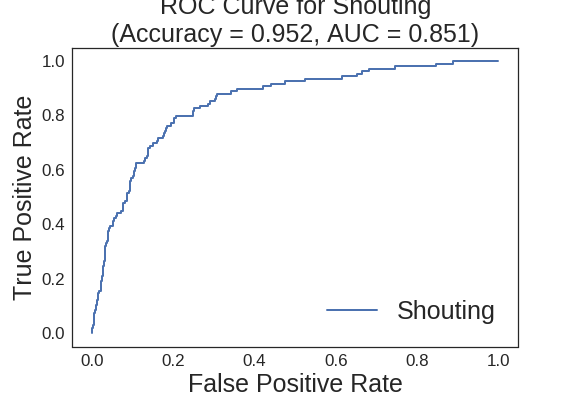 ROC Curve for Shouting
(Accuracy = 0.952, AUC = 0.851)
1.0
0.8
0.6
0.4
0.2
0.0
True Positive Rate
Shouting
0.0 0.2 0.4 0.6 0.8 1.0
False Positive Rate